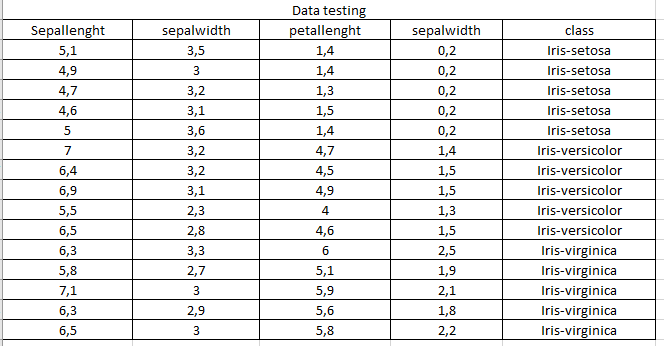 Data testing
Sepallenght sepalwidth petallenght sepalwidth class
5,1 3,5 1,4 0,2 Iris-setosa
4,9 3 1,4 0,2 Iris-setosa
4,7 3,2 1,3 0,2 Iris-setosa
4,6 3,1 1,5 0,2 Iris-setosa
5 3,6 1,4 0,2 Iris-setosa
7 3,2 4,7 1,4 Iris-versicolor
6,4 3,2 4,5 1,5 Iris-versicolor
6,9 3,1 4,9 1,5 Iris-versicolor
5,5 2,3 4 1,3 Iris-versicolor
6,5 2,8 4,6 1,5 Iris-versicolor
6,3 3,3 6 2,5 Iris-virginica
5,8 2,7 5,1 1,9 Iris-virginica
7,1 3 5,9 2,1 Iris-virginica
6,3 2,9 5,6 1,8 Iris-virginica
6,5 3 5,8 2,2 Iris-virginica